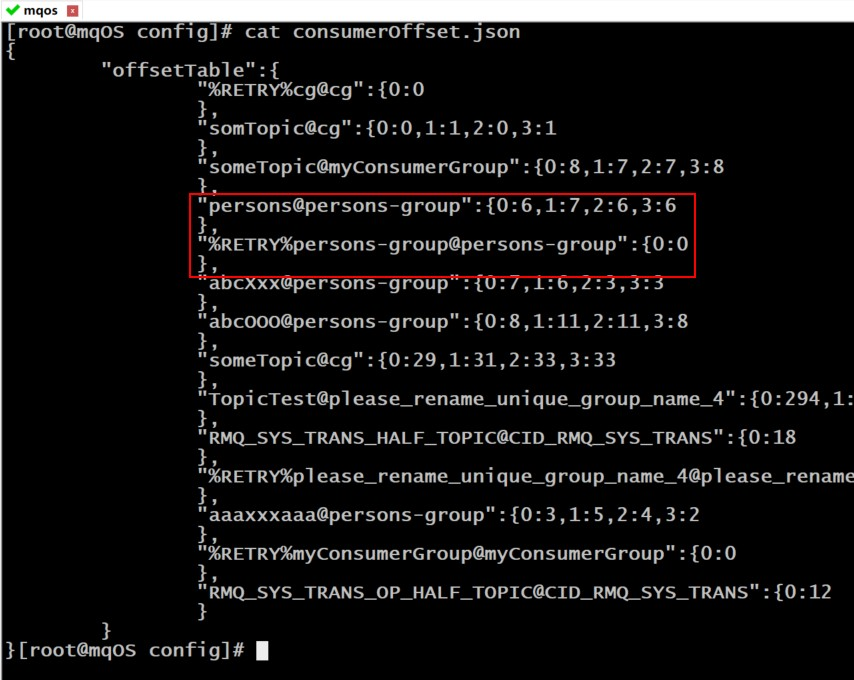 mqos
[root@mqOS config]# cat consumerOffset.json
{
"offsetTable":{
"%RETRY%cg@cg":{0:0
},
"somTopic@cg":{0:0,1:1,2:0,3:1
},
"someTopic@myConsumerGroup":{0:8,1:7,2:7,3:8
},
"persons@persons-group":{0:6,1:7,2:6,3:6
},
"%RETRY%persons-group@persons-group":{0:0
},
"abcXxx@persons-group":{0:7,1:6,2:3,3:3
},
"abcOOO@persons-group":{0:8,1:11,2:11,3:8
},
"someTopic@cg":{0:29,1:31,2:33,3:33
},
"TopicTest@please_rename_unique_group_name_4":{0:294,1:
},
"RMQ_SYS_TRANS_HALF_TOPIC@CID_RMQ_SYS_TRANS":{0:18
},
"%RETRY%please_rename_unique_group_name_4@please_rename
},
"aaaxxxaaa@persons-group":{0:3,1:5,2:4,3:2
},
"%RETRY%myConsumerGroup@myConsumerGroup":{0:0
},
"RMQ_SYS_TRANS_OP_HALF_TOPIC@CID_RMQ_SYS_TRANS":{0:12
}
}
}[root@mqOS config]#